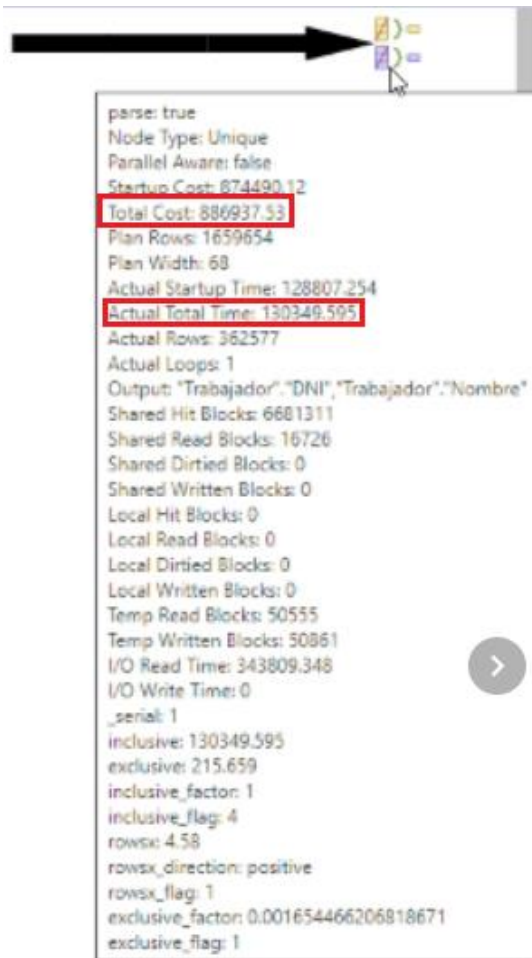 parse: true
Node Type: Unique
Parallel Aware: false
Startup Cost: 874490.12
Total Cost: 886937.53
Plan Rows: 1659654
Plan Width: 68
Actual Startup Time: 128807.254
Actual Total Time: 130349.595
Actual Rows: 362577
Actual Loops: 1
Output: "Trabajador"."DNI","Trabajador"."Nombre"
Shared Hit Blocks: 6681311
Shared Read Blocks: 16726
Shared Dirtied Blocks: 0
Shared Written Blocks: 0
Local Hit Blocks: 0
Local Read Blocks: 0
Local Dirtied Blocks: 0
Local Written Blocks: 0
Temp Read Blocks: 50555
Temp Written Blocks: 50861
I/O Read Time: 343809.348
I/O Write Time: 0
_serial: 1
inclusive: 130349.595
exclusive: 215.659
inclusive_factor: 1
inclusive_flag: 4
rowsx: 4.58
rowsx_direction: positive
rowsx_flag: 1
exclusive_factor: 0.001654466206818671
exclusive_flag: 1